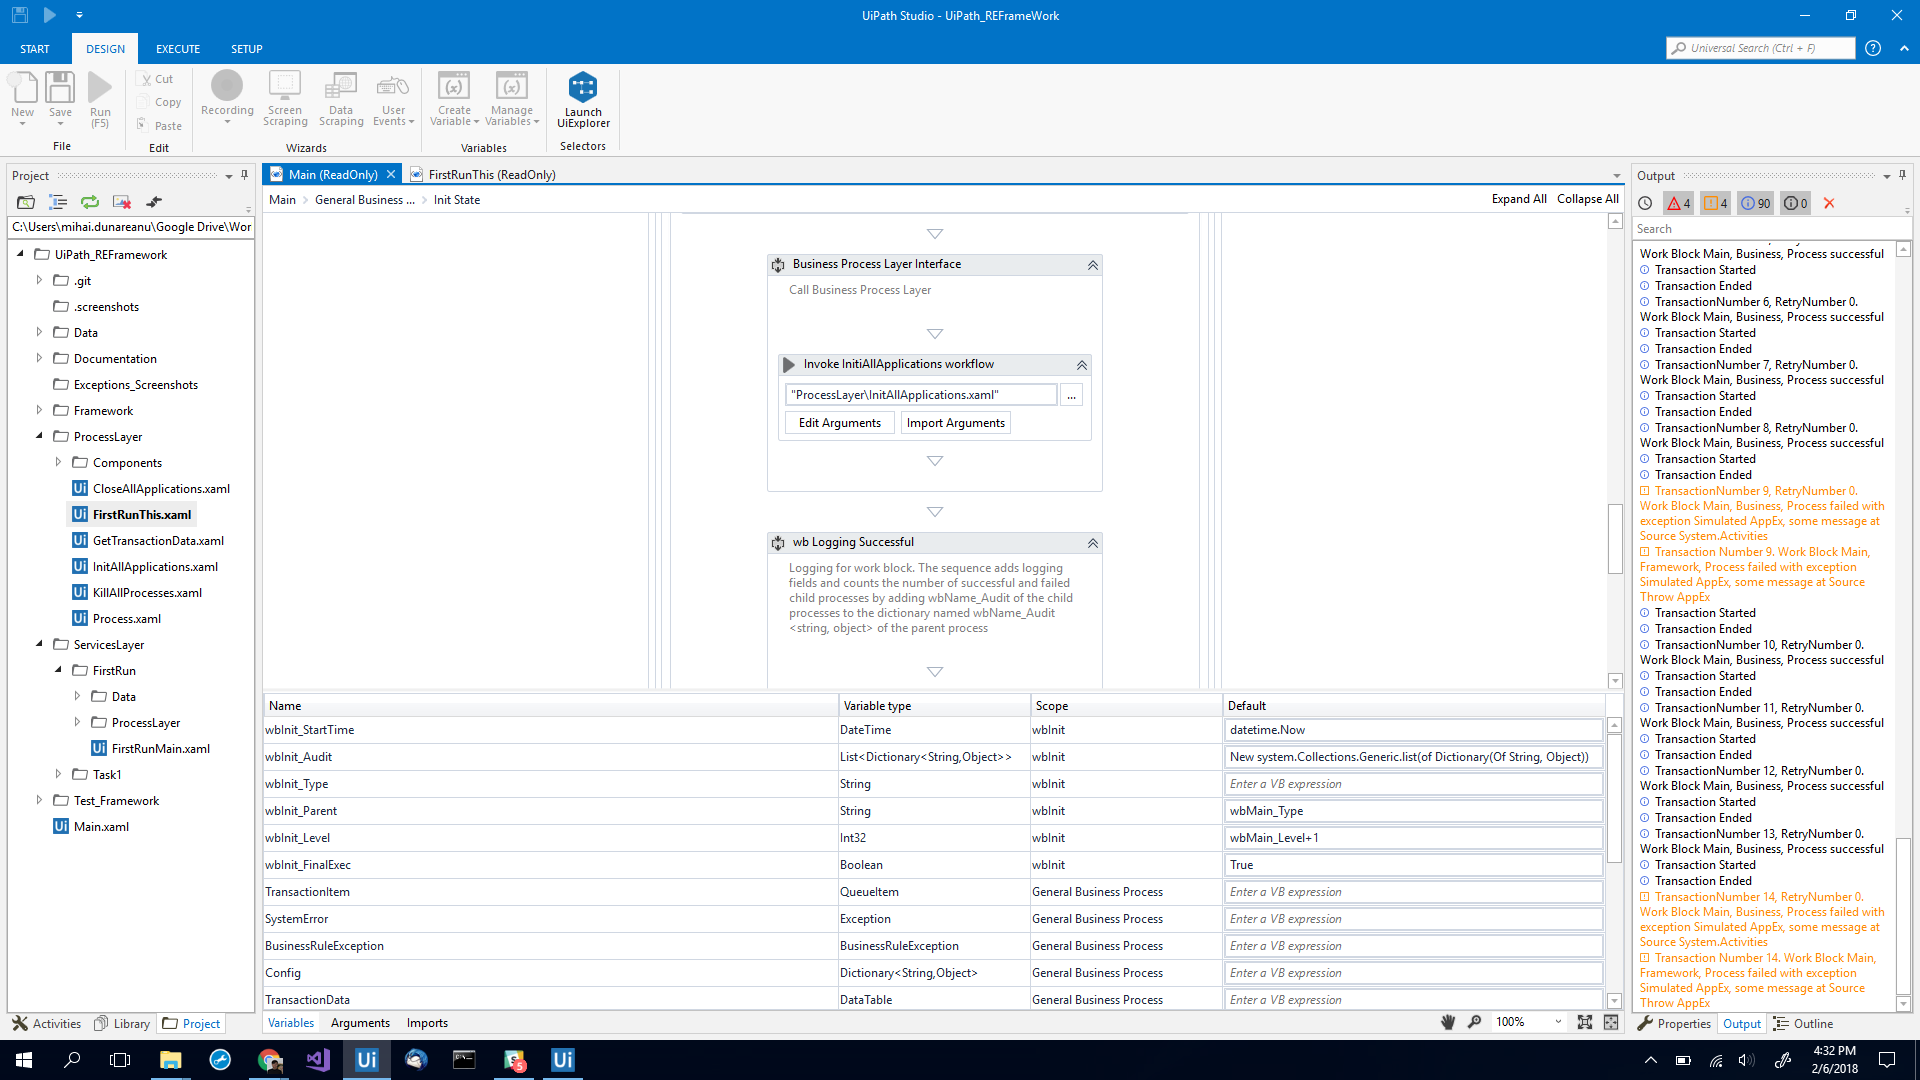 UiPath Studio - UiPath_REFrameWork
START DESIGN EXECUTE SETUP
Universal Search (Ctrl + F)
New Save Run (F5)
File
Cut
Copy
Paste
Edit
Recording Screen Scraping Data Scraping User Events
Wizards
Create Variable Manage Variables
Variables
Launch UiExplorer
Selectors
Project
C:\Users\mihai.dunareanu\Google Drive\Wor
UiPath_REFramework
.git
.screenshots
Data
Documentation
Exceptions_Screenshots
Framework
ProcessLayer
Components
CloseAllApplications.xaml
FirstRunThis.xaml
GetTransactionData.xaml
InitAllApplications.xaml
KillAllProcesses.xaml
Process.xaml
ServicesLayer
FirstRun
Data
ProcessLayer
FirstRunMain.xaml
Task1
Test_Framework
Main.xaml
Activities Library Project
Main (ReadOnly) FirstRunThis (ReadOnly)
Main General Business ... Init State
Expand All Collapse All
Business Process Layer Interface
Call Business Process Layer
Invoke InitiAllApplications workflow
"ProcessLayer\InitAllApplications.xaml" ...
Edit Arguments Import Arguments
wb Logging Successful
Logging for work block. The sequence adds logging
fields and counts the number of successful and failed
child processes by adding wbName_Audit of the child
processes to the dictionary named wbName_Audit
<string, object> of the parent process
Name Variable type Scope Default
wbInit_StartTime DateTime wbInit datetime.Now
wbInit_Audit List<Dictionary<String,Object>> wbInit New system.Collections.Generic.list(of Dictionary(Of String, Object))
wbInit_Type String wbInit Enter a VB expression
wbInit_Parent String wbInit wbMain_Type
wbInit_Level Int32 wbInit wbMain_Level+1
wbInit_FinalExec Boolean wbInit True
TransactionItem QueueItem General Business Process Enter a VB expression
SystemError Exception General Business Process Enter a VB expression
BusinessRuleException BusinessRuleException General Business Process Enter a VB expression
Config Dictionary<String,Object> General Business Process Enter a VB expression
TransactionData DataTable General Business Process Enter a VB expression
Variables Arguments Imports
100%
Output
4 4 90 0
Search
Work Block Main, Business, Process successful
Transaction Started
Transaction Ended
TransactionNumber 6, RetryNumber 0.
Work Block Main, Business, Process successful
Transaction Started
Transaction Ended
TransactionNumber 7, RetryNumber 0.
Work Block Main, Business, Process successful
Transaction Started
Transaction Ended
TransactionNumber 8, RetryNumber 0.
Work Block Main, Business, Process successful
Transaction Started
Transaction Ended
TransactionNumber 9, RetryNumber 0.
Work Block Main, Business, Process failed with
exception Simulated AppEx, some message at
Source System.Activities
Transaction Number 9. Work Block Main,
Framework, Process failed with exception
Simulated AppEx, some message at Source
Throw AppEx
Transaction Started
Transaction Ended
TransactionNumber 10, RetryNumber 0.
Work Block Main, Business, Process successful
Transaction Started
Transaction Ended
TransactionNumber 11, RetryNumber 0.
Work Block Main, Business, Process successful
Transaction Started
Transaction Ended
TransactionNumber 12, RetryNumber 0.
Work Block Main, Business, Process successful
Transaction Started
Transaction Ended
TransactionNumber 13, RetryNumber 0.
Work Block Main, Business, Process successful
Transaction Started
Transaction Ended
TransactionNumber 14, RetryNumber 0.
Work Block Main, Business, Process failed with
exception Simulated AppEx, some message at
Source System.Activities
Transaction Number 14. Work Block Main,
Framework, Process failed with exception
Simulated AppEx, some message at Source
Throw AppEx
Properties Output Outline
4:32 PM
2/6/2018